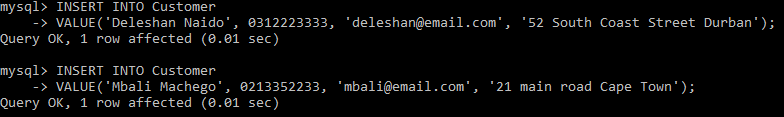 mysql> INSERT INTO Customer
    -> VALUE('Deleshan Naido', 0312223333, 'deleshan@email.com', '52 South Coast Street Durban');
Query OK, 1 row affected (0.01 sec)

mysql> INSERT INTO Customer
    -> VALUE('Mbali Machego', 0213352233, 'mbali@email.com', '21 main road Cape Town');
Query OK, 1 row affected (0.01 sec)